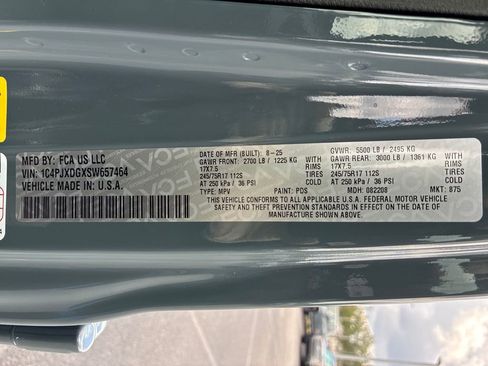 MFD BY: FCA US LLC
VIN: 1C4PJXDGXSW657464
VEHICLE MADE IN: U.S.A.
DATE OF MFR (BUILT): 8-25
GVWR: 5500 LB / 2495 KG
GAWR FRONT: 2700 LB / 1225 KG WITH
GAWR REAR: 3000 LB / 1361 KG WITH
17X7.5 RIMS
17X7.5 RIMS
245/75R17 112S TIRES
245/75R17 112S TIRES
AT 250 kPa / 36 PSI COLD
AT 250 kPa / 36 PSI COLD
TYPE: MPV PAINT: PDS MDH: 082208 MKT: 875
THIS VEHICLE CONFORMS TO ALL APPLICABLE U.S.A. FEDERAL MOTOR VEHICLE
SAFETY BUMPER AND THEFT PREVENTION STANDARDS IN EFFECT
ON THE DATE OF MANUFACTURE SHOWN ABOVE